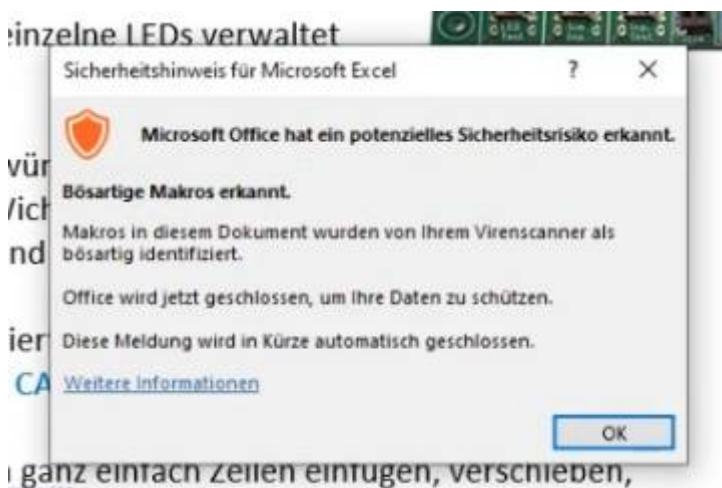 einzelne LEDs verwaltet
Sicherheitshinweis für Microsoft Excel ? X
Microsoft Office hat ein potenzielles Sicherheitsrisiko erkannt.
Bösartige Makros erkannt.
Makros in diesem Dokument wurden von Ihrem Virenscanner als
bösartig identifiziert.
nd
Office wird jetzt geschlossen, um Ihre Daten zu schützen.
Diese Meldung wird in Kürze automatisch geschlossen.
CA
Weitere Informationen
OK
ganz einfach Zeilen einfügen, verschieben,